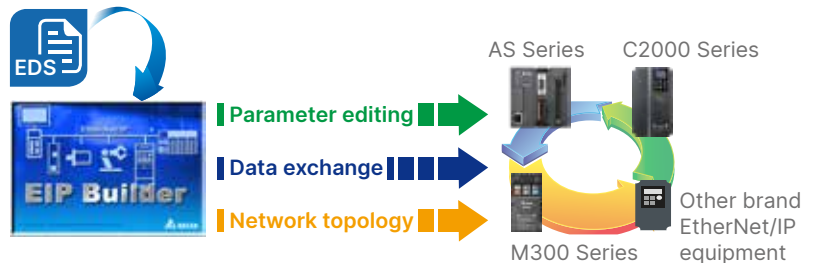 EDS
EIP Builder
Parameter editing
Data exchange
Network topology
AS Series
C2000 Series
M300 Series
Other brand
EtherNet/IP
equipment